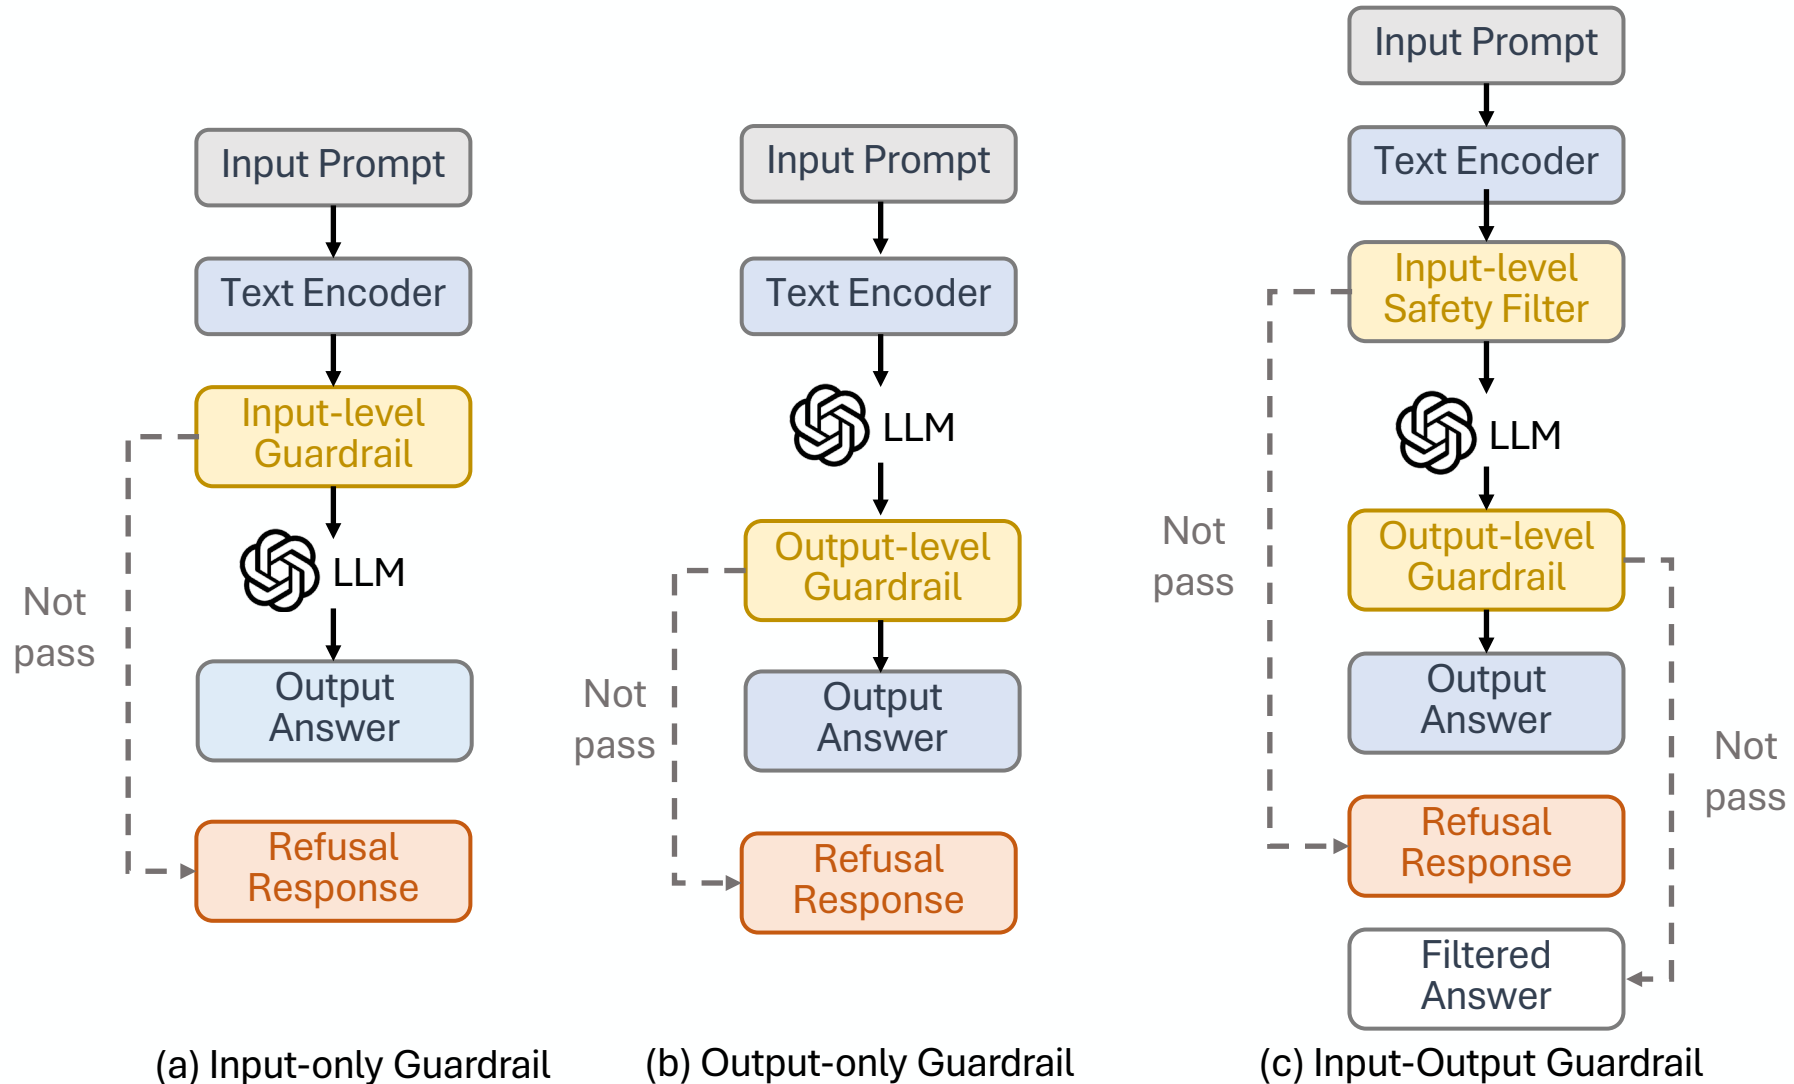 Input Prompt
Text Encoder
Input-level
Guardrail
LLM
Not
pass
Output
Answer
Refusal
Response
(a) Input-only Guardrail
Input Prompt
Text Encoder
LLM
Output-level
Guardrail
Not
pass
Output
Answer
Refusal
Response
(b) Output-only Guardrail
Input Prompt
Text Encoder
Input-level
Safety Filter
LLM
Not
pass
Output-level
Guardrail
Output
Answer
Not
pass
Refusal
Response
Filtered
Answer
(c) Input-Output Guardrail